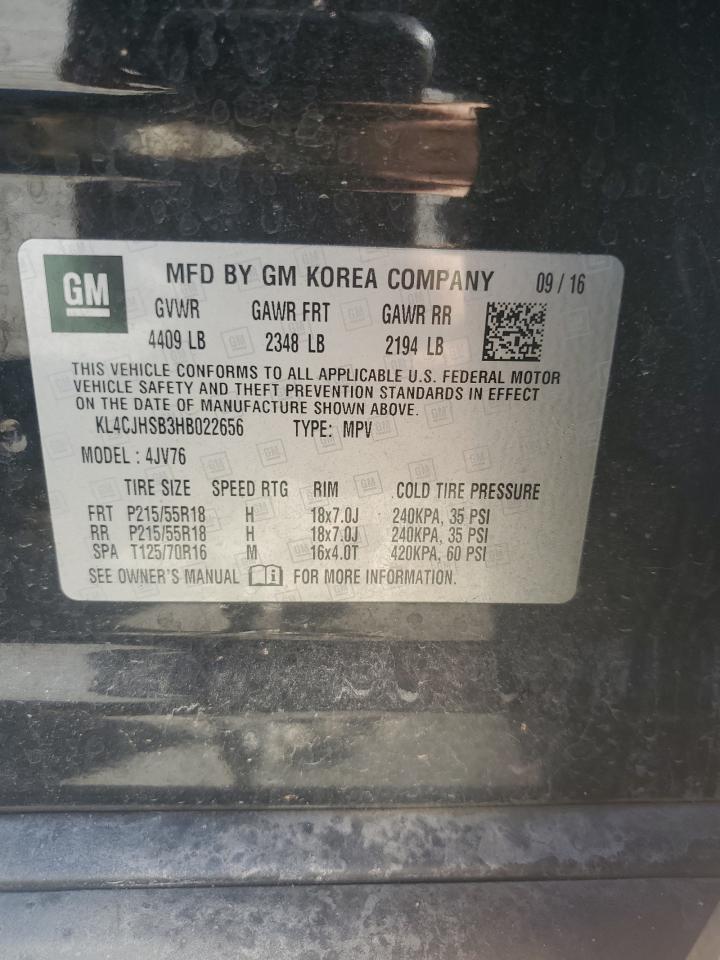 GM
MFD BY GM KOREA COMPANY 09 / 16
GVWR GAWR FRT GAWR RR
4409 LB 2348 LB 2194 LB
THIS VEHICLE CONFORMS TO ALL APPLICABLE U.S. FEDERAL MOTOR
VEHICLE SAFETY AND THEFT PREVENTION STANDARDS IN EFFECT
ON THE DATE OF MANUFACTURE SHOWN ABOVE.
KL4CJHSB3HB022656 TYPE: MPV
MODEL : 4JV76
TIRE SIZE SPEED RTG RIM COLD TIRE PRESSURE
FRT P215/55R18 H 18x7.0J 240KPA, 35 PSI
RR P215/55R18 H 18x7.0J 240KPA, 35 PSI
SPA T125/70R16 M 16x4.0T 420KPA, 60 PSI
SEE OWNER'S MANUAL i FOR MORE INFORMATION.